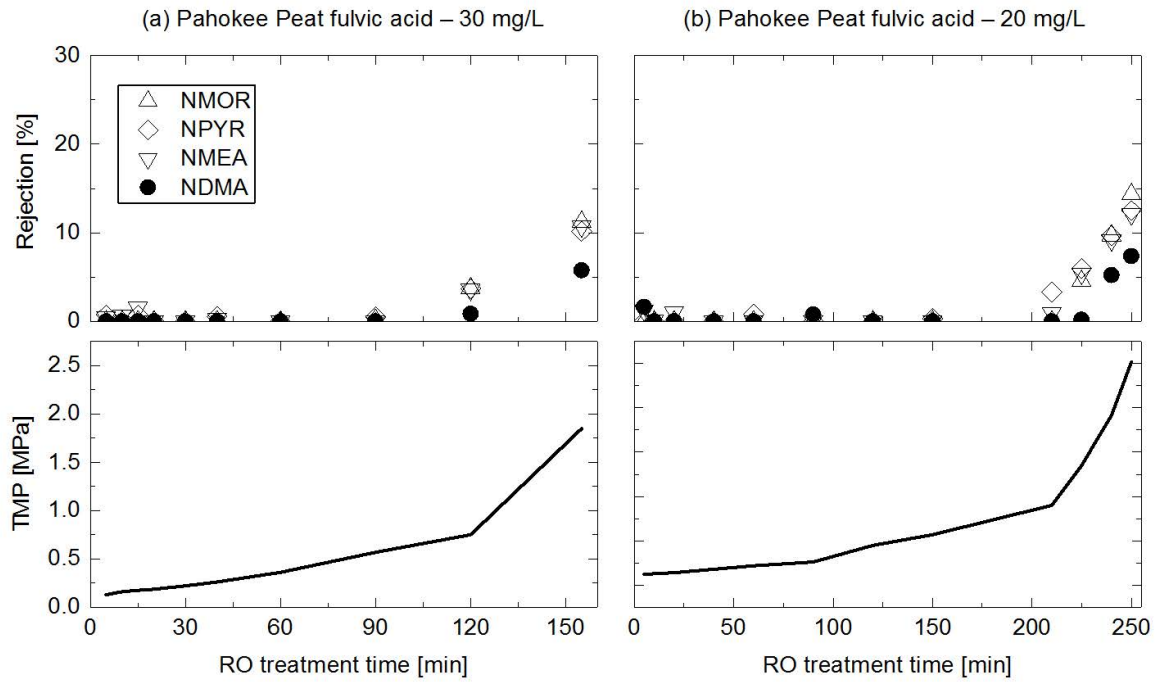 (a) Pahokee Peat fulvic acid – 30 mg/L
(b) Pahokee Peat fulvic acid – 20 mg/L
Rejection [%]
30
20
10
0
NMOR
NPYR
NMEA
NDMA
TMP [MPa]
2.5
2.0
1.5
1.0
0.5
0.0
0 30 60 90 120 150
0 50 100 150 200 250
RO treatment time [min]
RO treatment time [min]